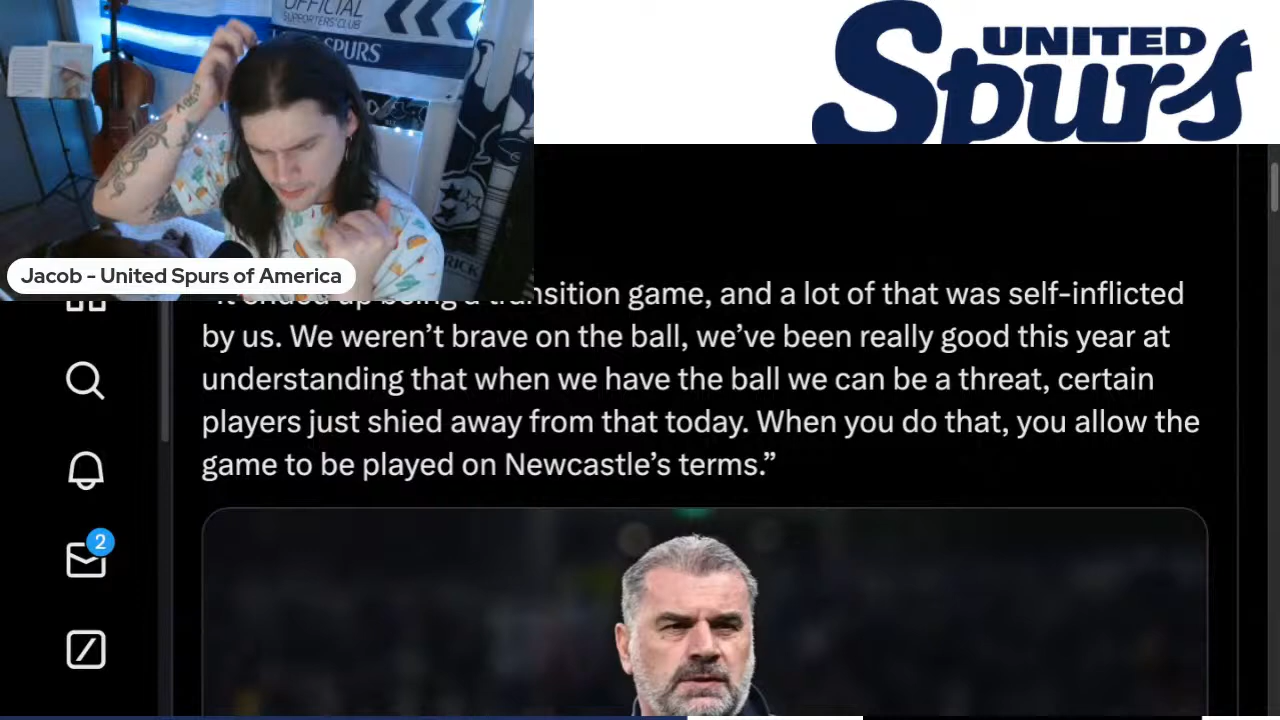 OFFICIAL
SUPPORTERS' CLUB
SPURS
UNITED
Spurs
Jacob - United Spurs of America
transition game, and a lot of that was self-inflicted
by us. We weren’t brave on the ball, we’ve been really good this year at
understanding that when we have the ball we can be a threat, certain
players just shied away from that today. When you do that, you allow the
game to be played on Newcastle’s terms.”
2
RICK